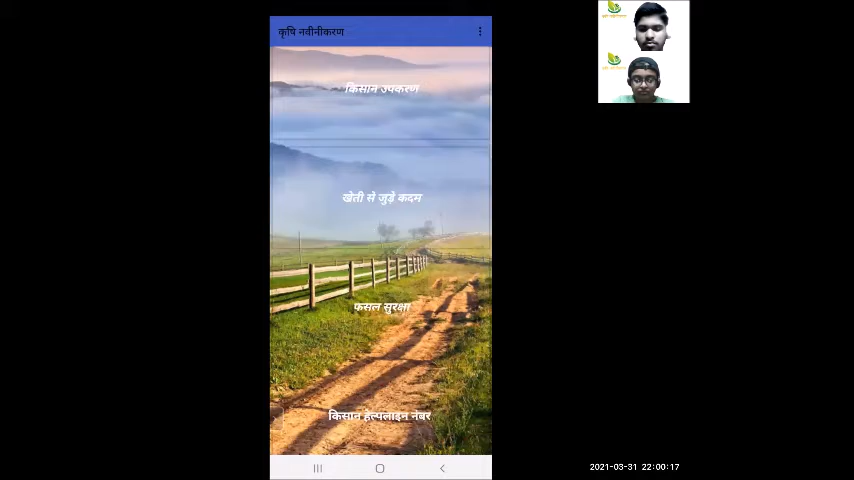 कृषि नवीनीकरण
किसान उपकरण
खेती से जुड़े कदम
फसल सुरक्षा
किसान हेल्पलाइन नंबर
2021-03-31 22:00:17